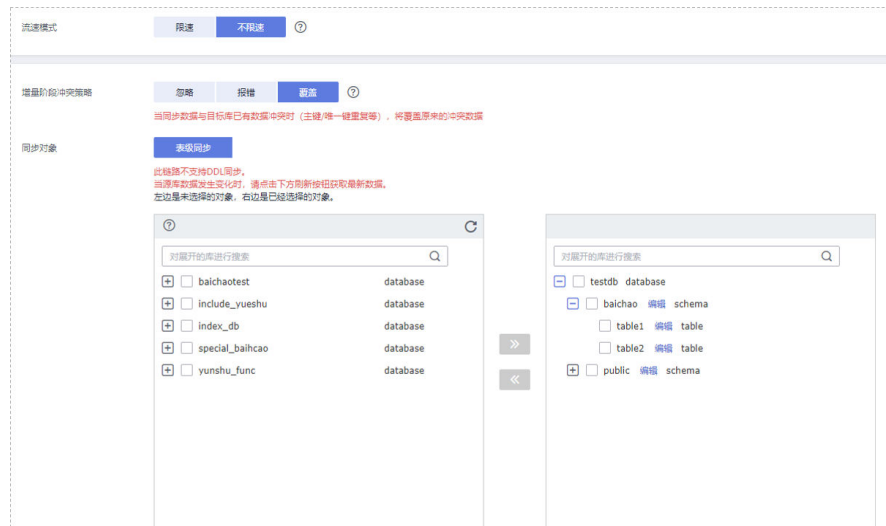 流速模式 限速 不限速
增量阶段冲突策略 忽略 报错 覆盖
当同步数据与目标库已有数据冲突时（主键/唯一键重复等），将覆盖原来的冲突数据
同步对象 表级同步
此链路不支持DDL同步。
当源库数据发生变化时，请点击下方刷新按钮获取最新数据。
左边是未选择的对象，右边是已经选择的对象。
对展开的库进行搜索
baichaotest database
include_yueshu database
index_db database
special_baihcao database
yunshu_func database
对展开的库进行搜索
testdb database
baichao 编辑 schema
table1 编辑 table
table2 编辑 table
public 编辑 schema